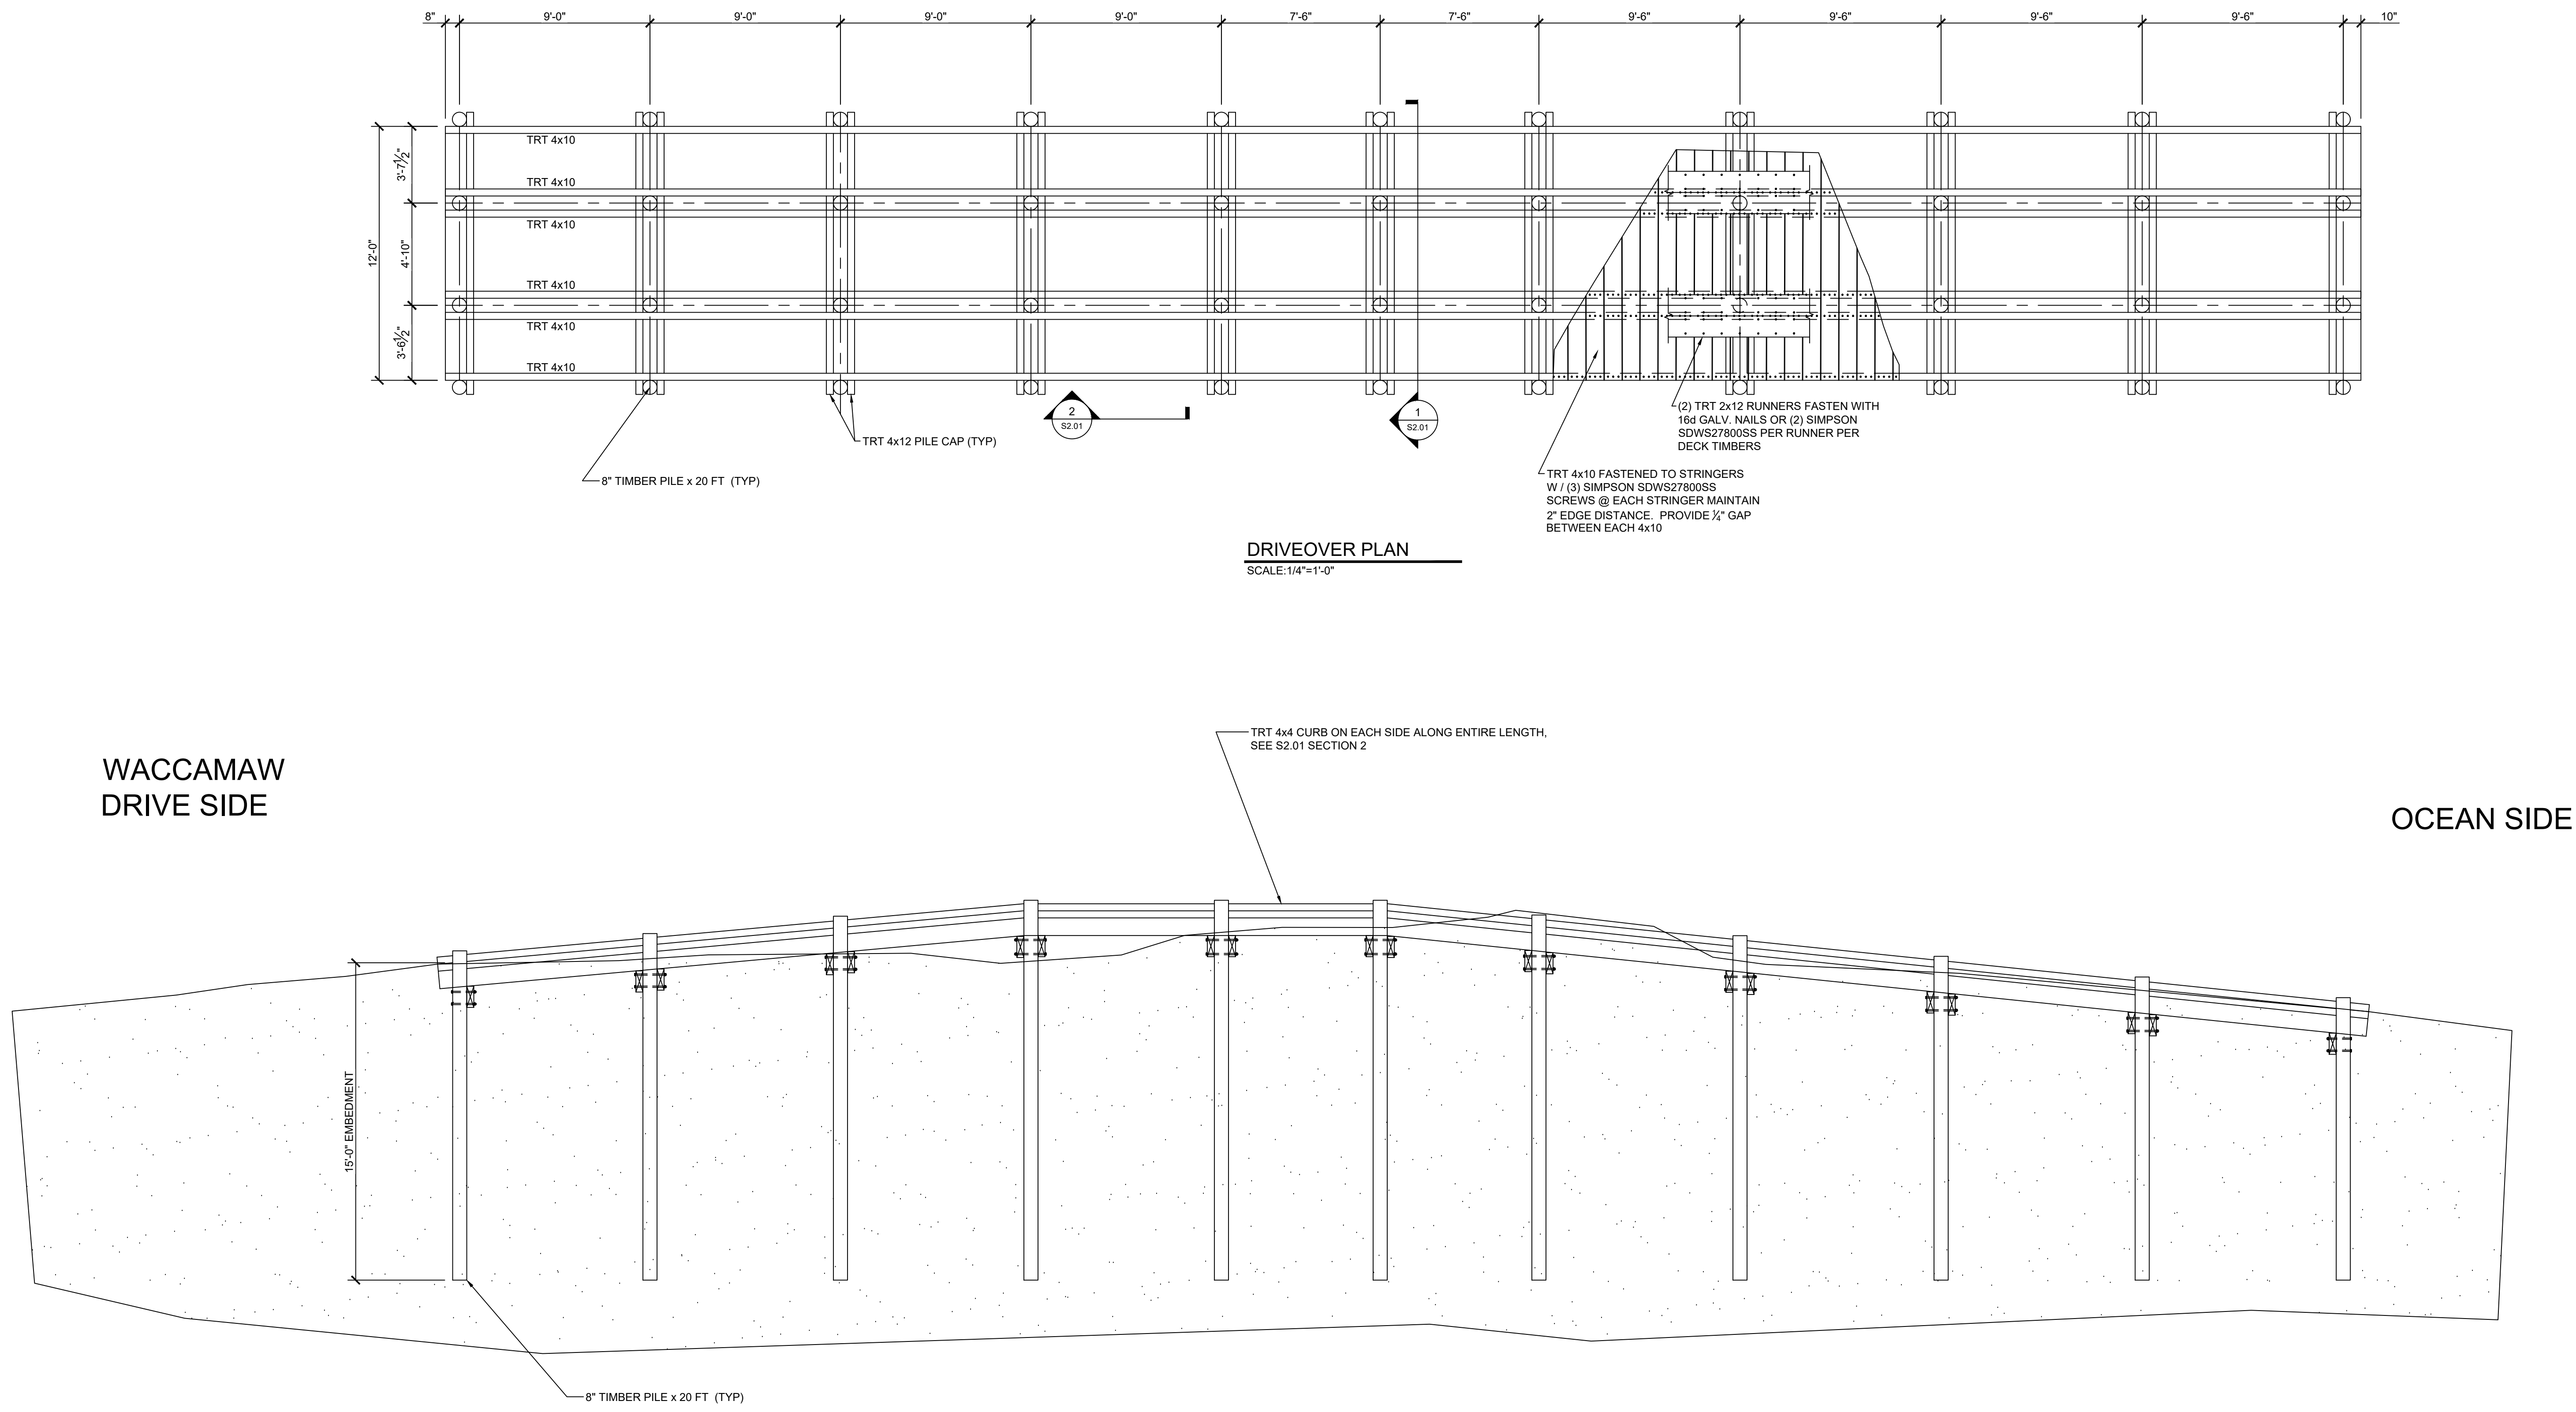 8" 9'-0" 9'-0" 9'-0" 9'-0" 7'-6" 7'-6" 9'-6" 9'-6" 9'-6" 9'-6" 10"
TRT 4x10
TRT 4x10
TRT 4x10
TRT 4x10
TRT 4x10
TRT 4x10
12'-0"
3'-7½"
4'-10"
3'-6½"
2
S2.01
1
S2.01
TRT 4x12 PILE CAP (TYP)
8" TIMBER PILE x 20 FT (TYP)
(2) TRT 2x12 RUNNERS FASTEN WITH
16d GALV. NAILS OR (2) SIMPSON
SDWS27800SS PER RUNNER PER
DECK TIMBERS
TRT 4x10 FASTENED TO STRINGERS
W / (3) SIMPSON SDWS27800SS
SCREWS @ EACH STRINGER MAINTAIN
2" EDGE DISTANCE. PROVIDE ¼" GAP
BETWEEN EACH 4x10
DRIVEOVER PLAN
SCALE:1/4"=1'-0"
TRT 4x4 CURB ON EACH SIDE ALONG ENTIRE LENGTH,
SEE S2.01 SECTION 2
WACCAMAW
DRIVE SIDE
OCEAN SIDE
15'-0" EMBEDMENT
8" TIMBER PILE x 20 FT (TYP)